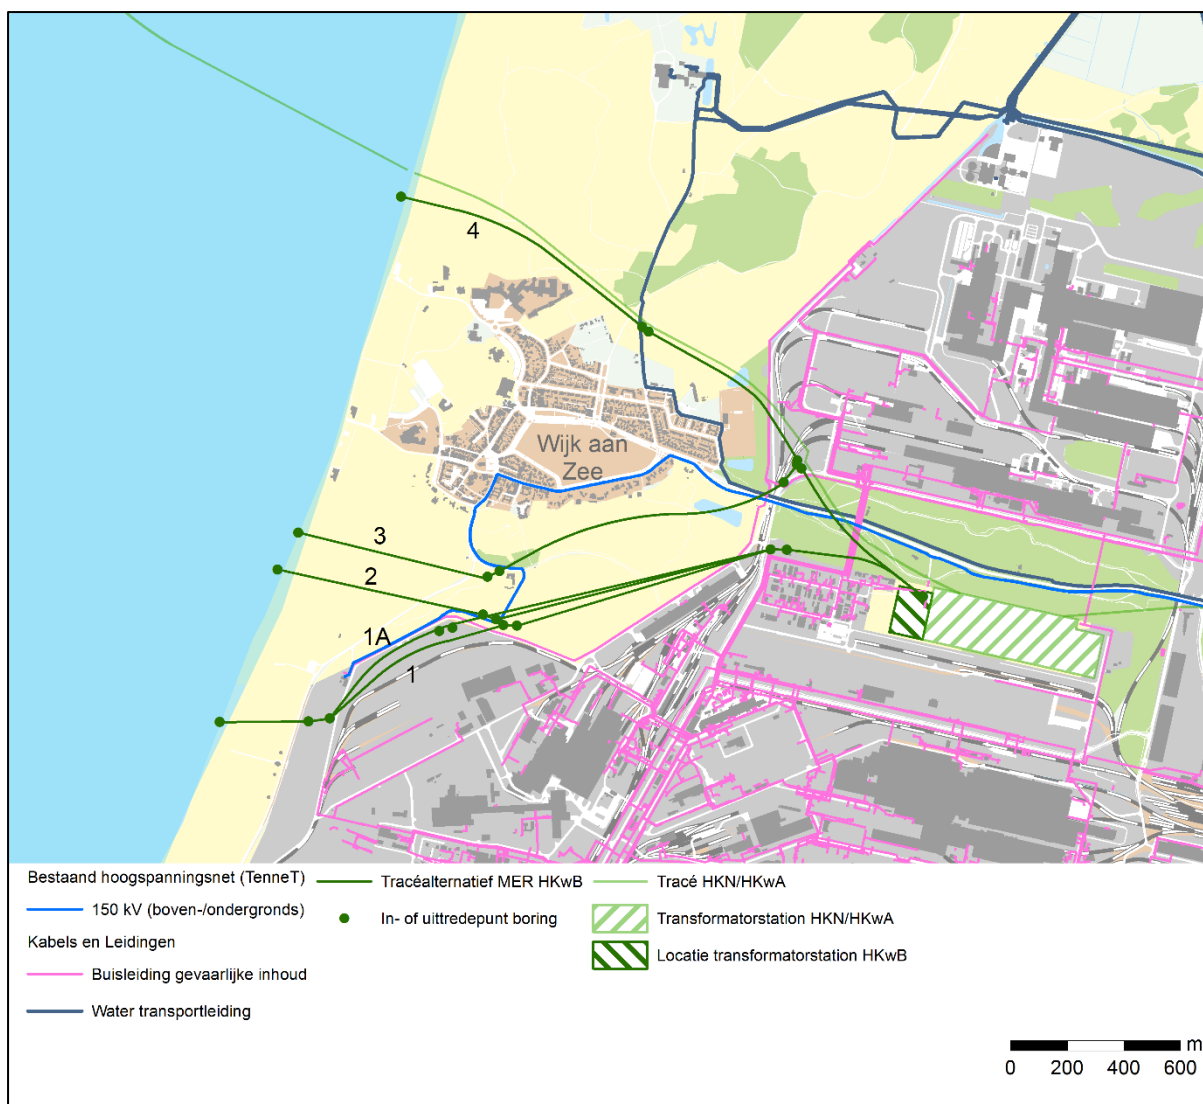 4
Wijk aan
Zee
3
2
1A
1
Bestaand hoogspanningsnet (TenneT)
150 kV (boven-/ondergronds)
Kabels en Leidingen
Buisleiding gevaarlijke inhoud
Water transportleiding
Tracéalternatief MER HKwB
In- of uittredepunt boring
Tracé HKN/HKwA
Transformatorstation HKN/HKwA
Locatie transformatorstation HKwB
m
0 200 400 600